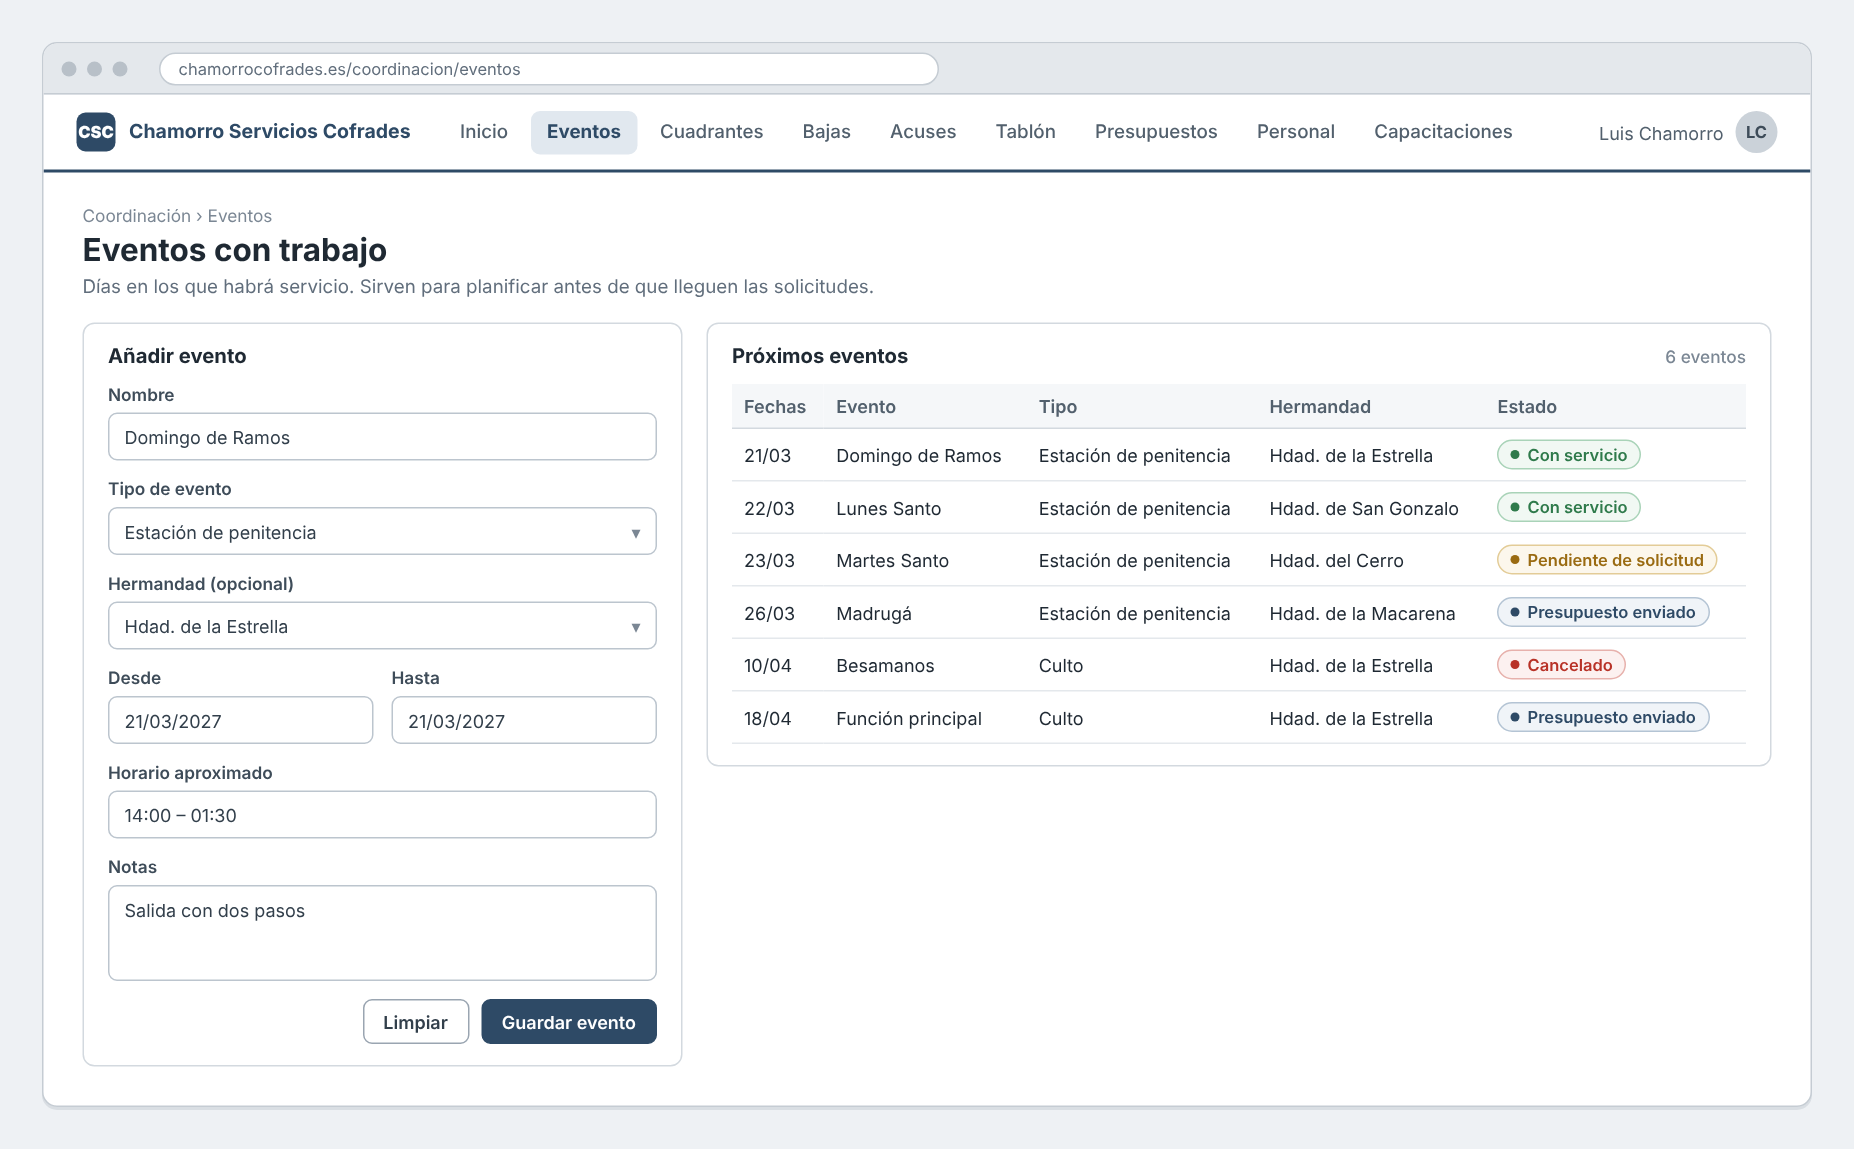 chamorrocofrades.es/coordinacion/eventos
CSC Chamorro Servicios Cofrades Inicio Eventos Cuadrantes Bajas Acuses Tablón Presupuestos Personal Capacitaciones Luis Chamorro LC
Coordinación › Eventos
Eventos con trabajo
Días en los que habrá servicio. Sirven para planificar antes de que lleguen las solicitudes.
Añadir evento
Nombre
Domingo de Ramos
Tipo de evento
Estación de penitencia ▾
Hermandad (opcional)
Hdad. de la Estrella ▾
Desde Hasta
21/03/2027 21/03/2027
Horario aproximado
14:00 – 01:30
Notas
Salida con dos pasos
Limpiar Guardar evento
Próximos eventos 6 eventos
Fechas Evento Tipo Hermandad Estado
21/03 Domingo de Ramos Estación de penitencia Hdad. de la Estrella Con servicio
22/03 Lunes Santo Estación de penitencia Hdad. de San Gonzalo Con servicio
23/03 Martes Santo Estación de penitencia Hdad. del Cerro Pendiente de solicitud
26/03 Madrugá Estación de penitencia Hdad. de la Macarena Presupuesto enviado
10/04 Besamanos Culto Hdad. de la Estrella Cancelado
18/04 Función principal Culto Hdad. de la Estrella Presupuesto enviado